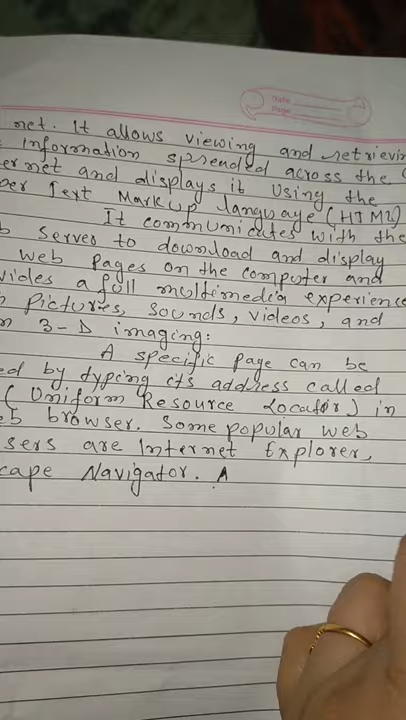 Date
Page
net. It allows viewing and retrievin
information spreaded across the
ernet and displays it Using the
per Text Markup language (HTML)
It communicates with the
b serves to download and display
web pages on the computer and
vides a full multimedia experience
pictures, sounds, videos, and
n 3-D imaging:
A specific page can be
ed by typing its address called
(Uniform Resource Locator) in
eb browser. Some popular web
sers are Internet Explorer,
cape Navigator. A